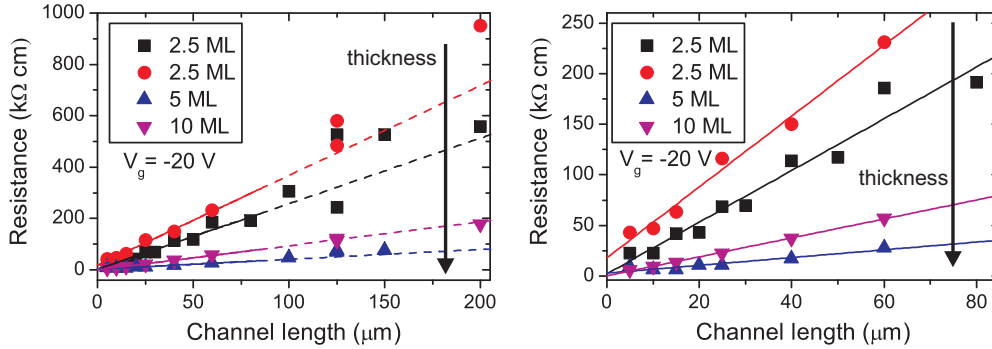 1000
800
600
400
200
0
Resistance (kΩ cm)
2.5 ML
2.5 ML
5 ML
10 ML
V_g = -20 V
thickness
0 50 100 150 200
Channel length (μm)
250
200
150
100
50
0
Resistance (kΩ cm)
2.5 ML
2.5 ML
5 ML
10 ML
V_g = -20 V
thickness
0 20 40 60 80
Channel length (μm)